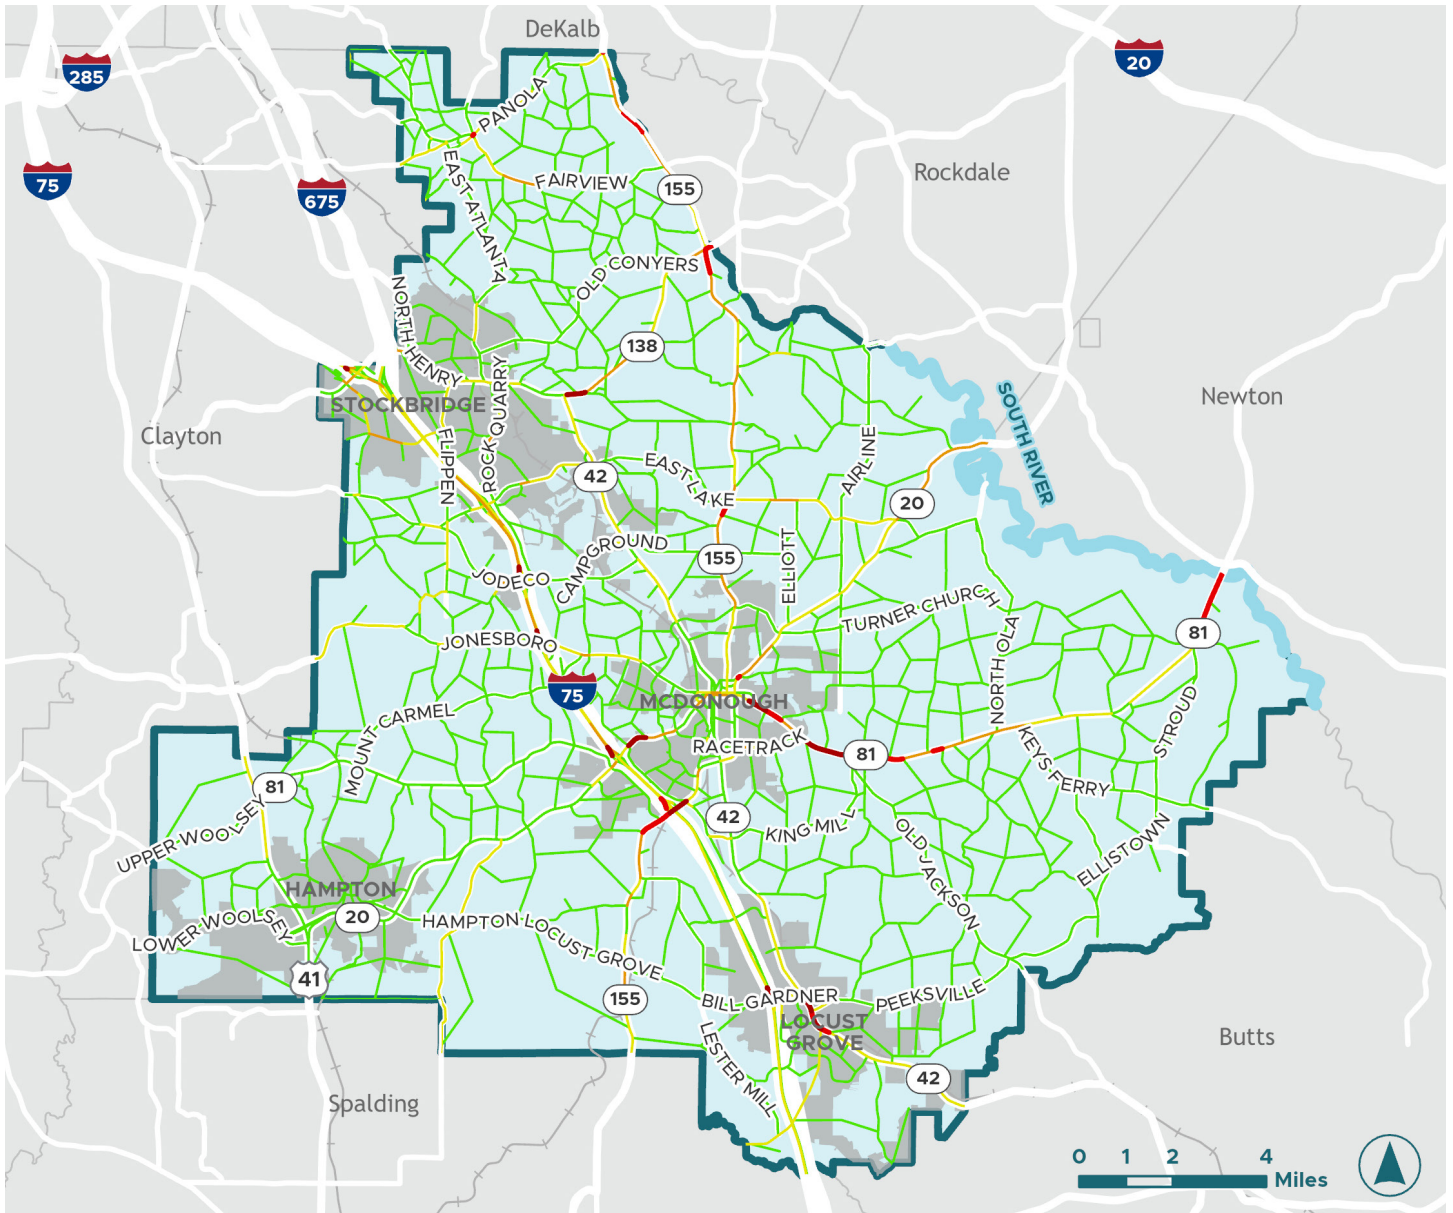 DeKalb
20
285
PANOLA
75
675
EAST ATLANTA
FAIRVIEW
155
Rockdale
OLD CONYERS
NORTH HENRY
138
STOCKBRIDGE
ROCK QUARRY
FLIPPEN
Clayton
Newton
SOUTH RIVER
42
EAST LAKE
AIRLINE
20
155
ELLIOTT
CAMPGROUND
JODECO
TURNER CHURCH
81
JONESBORO
NORTH OLA
75
MCDONOUGH
MOUNT CARMEL
RACETRACK
81
STROUD
KEYS FERRY
81
UPPER WOOLSEY
42
KING MILL
OLD JACKSON
ELLISTOWN
HAMPTON
20
LOWER WOOLSEY
HAMPTON LOCUST GROVE
41
155
BILL GARDNER
PEEKSVILLE
LOCUST
GROVE
LESTER MILL
42
Butts
Spalding
0 1 2 4
Miles